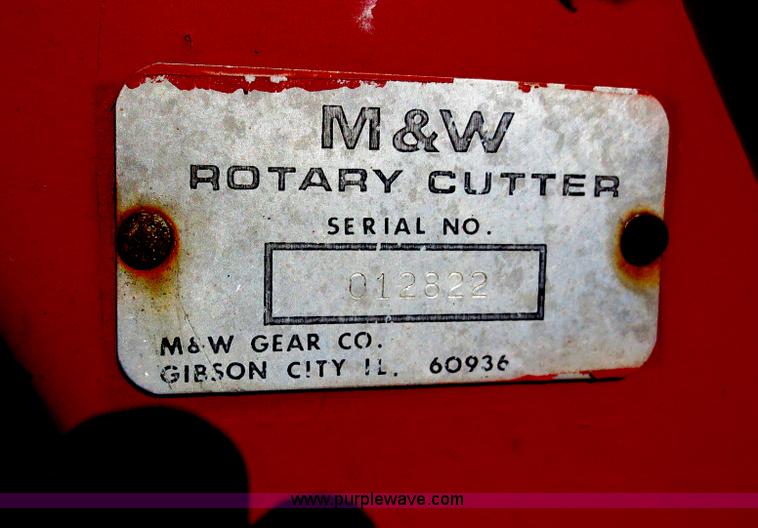 M&W
ROTARY CUTTER
SERIAL NO.
012822
M&W GEAR CO.
GIBSON CITY IL. 60936
www.purplewave.com